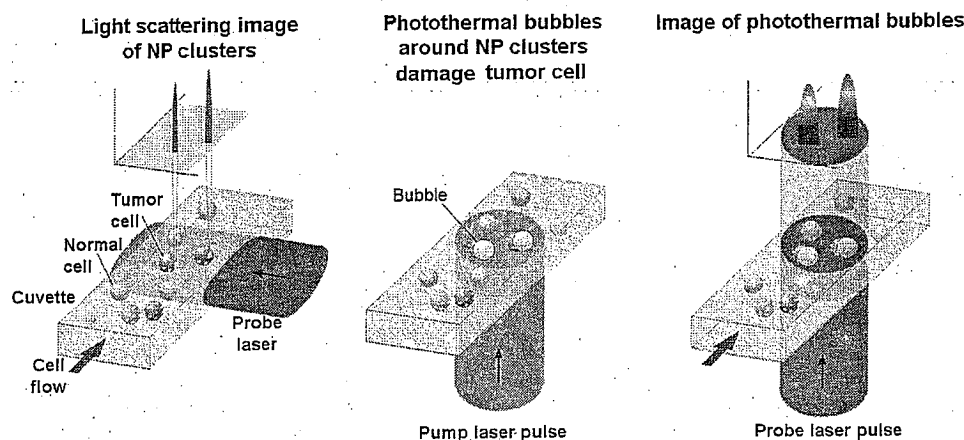 Light scattering image
of NP clusters
Tumor
cell
Normal
cell
Cuvette
Cell
flow
Probe
laser
Photothermal bubbles
around NP clusters
damage tumor cell
Bubble
Pump laser pulse
Image of photothermal bubbles
Probe laser pulse